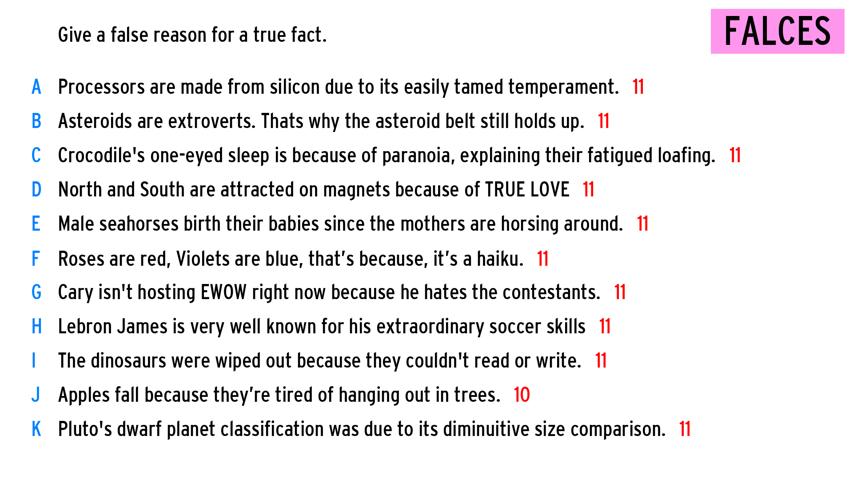 Give a false reason for a true fact.
FALCES
A Processors are made from silicon due to its easily tamed temperament. 11
B Asteroids are extroverts. Thats why the asteroid belt still holds up. 11
C Crocodile's one-eyed sleep is because of paranoia, explaining their fatigued loafing. 11
D North and South are attracted on magnets because of TRUE LOVE 11
E Male seahorses birth their babies since the mothers are horsing around. 11
F Roses are red, Violets are blue, that’s because, it’s a haiku. 11
G Cary isn't hosting EWOW right now because he hates the contestants. 11
H Lebron James is very well known for his extraordinary soccer skills 11
I The dinosaurs were wiped out because they couldn't read or write. 11
J Apples fall because they’re tired of hanging out in trees. 10
K Pluto's dwarf planet classification was due to its diminuitive size comparison. 11